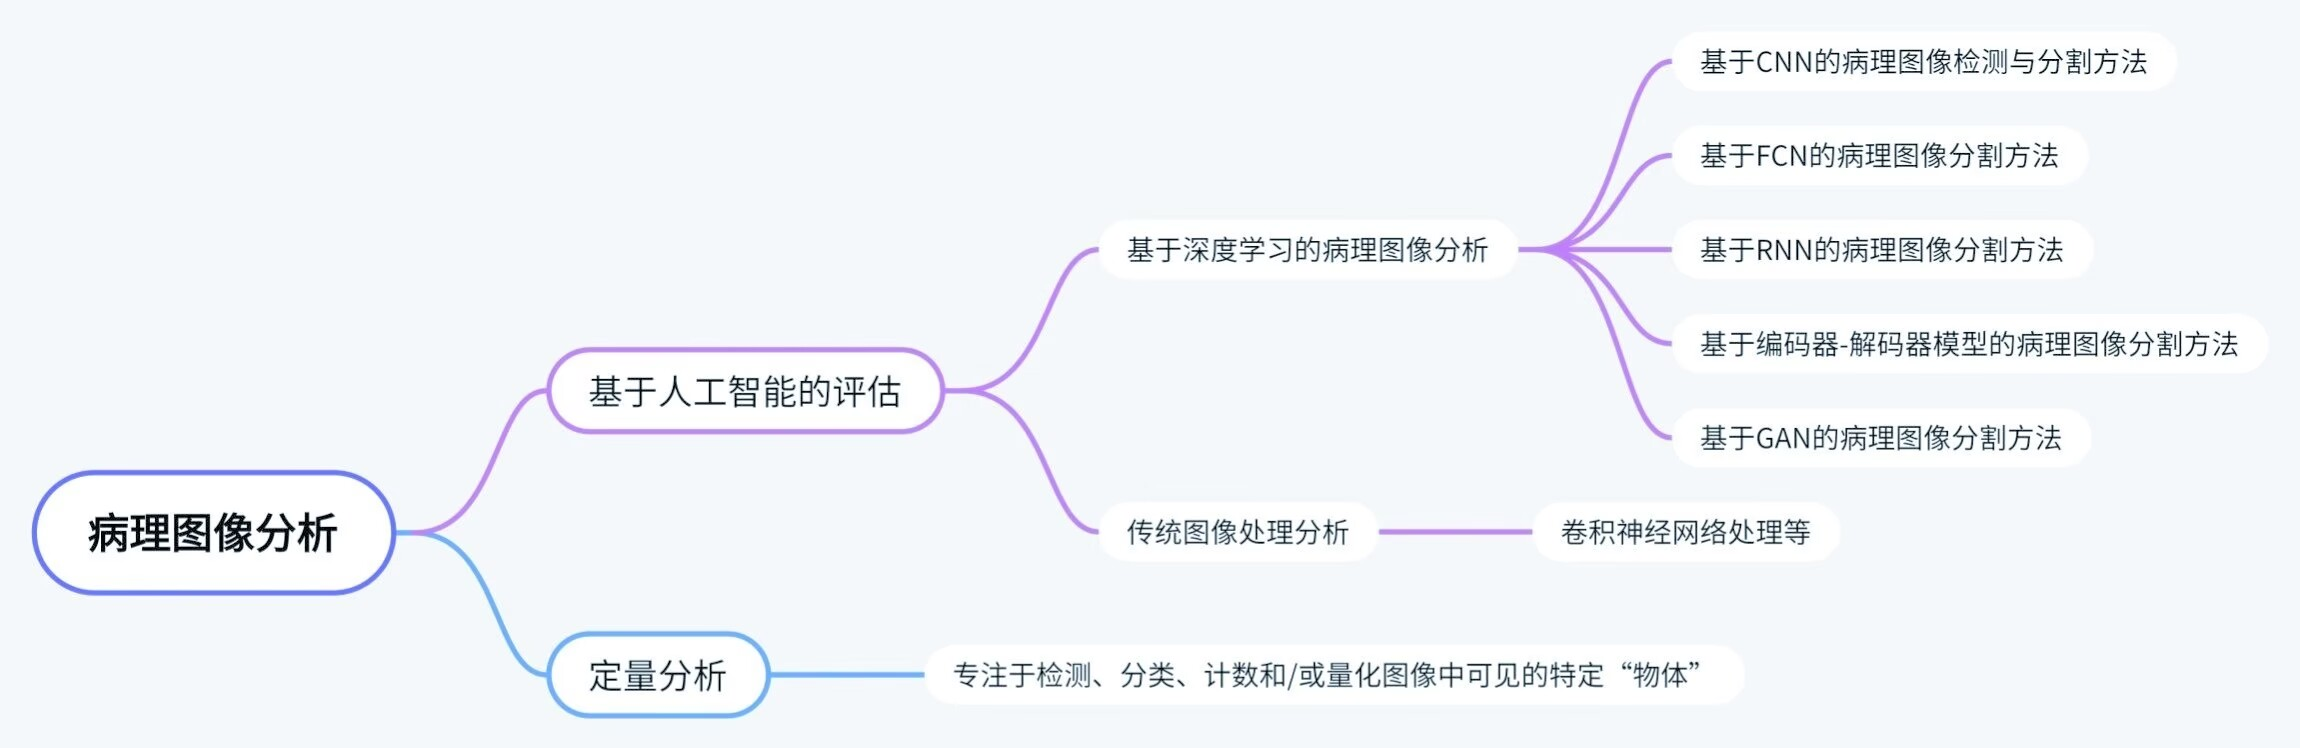 病理图像分析
基于人工智能的评估
基于深度学习的病理图像分析
基于CNN的病理图像检测与分割方法
基于FCN的病理图像分割方法
基于RNN的病理图像分割方法
基于编码器-解码器模型的病理图像分割方法
基于GAN的病理图像分割方法
传统图像处理分析
卷积神经网络处理等
定量分析
专注于检测、分类、计数和/或量化图像中可见的特定“物体”